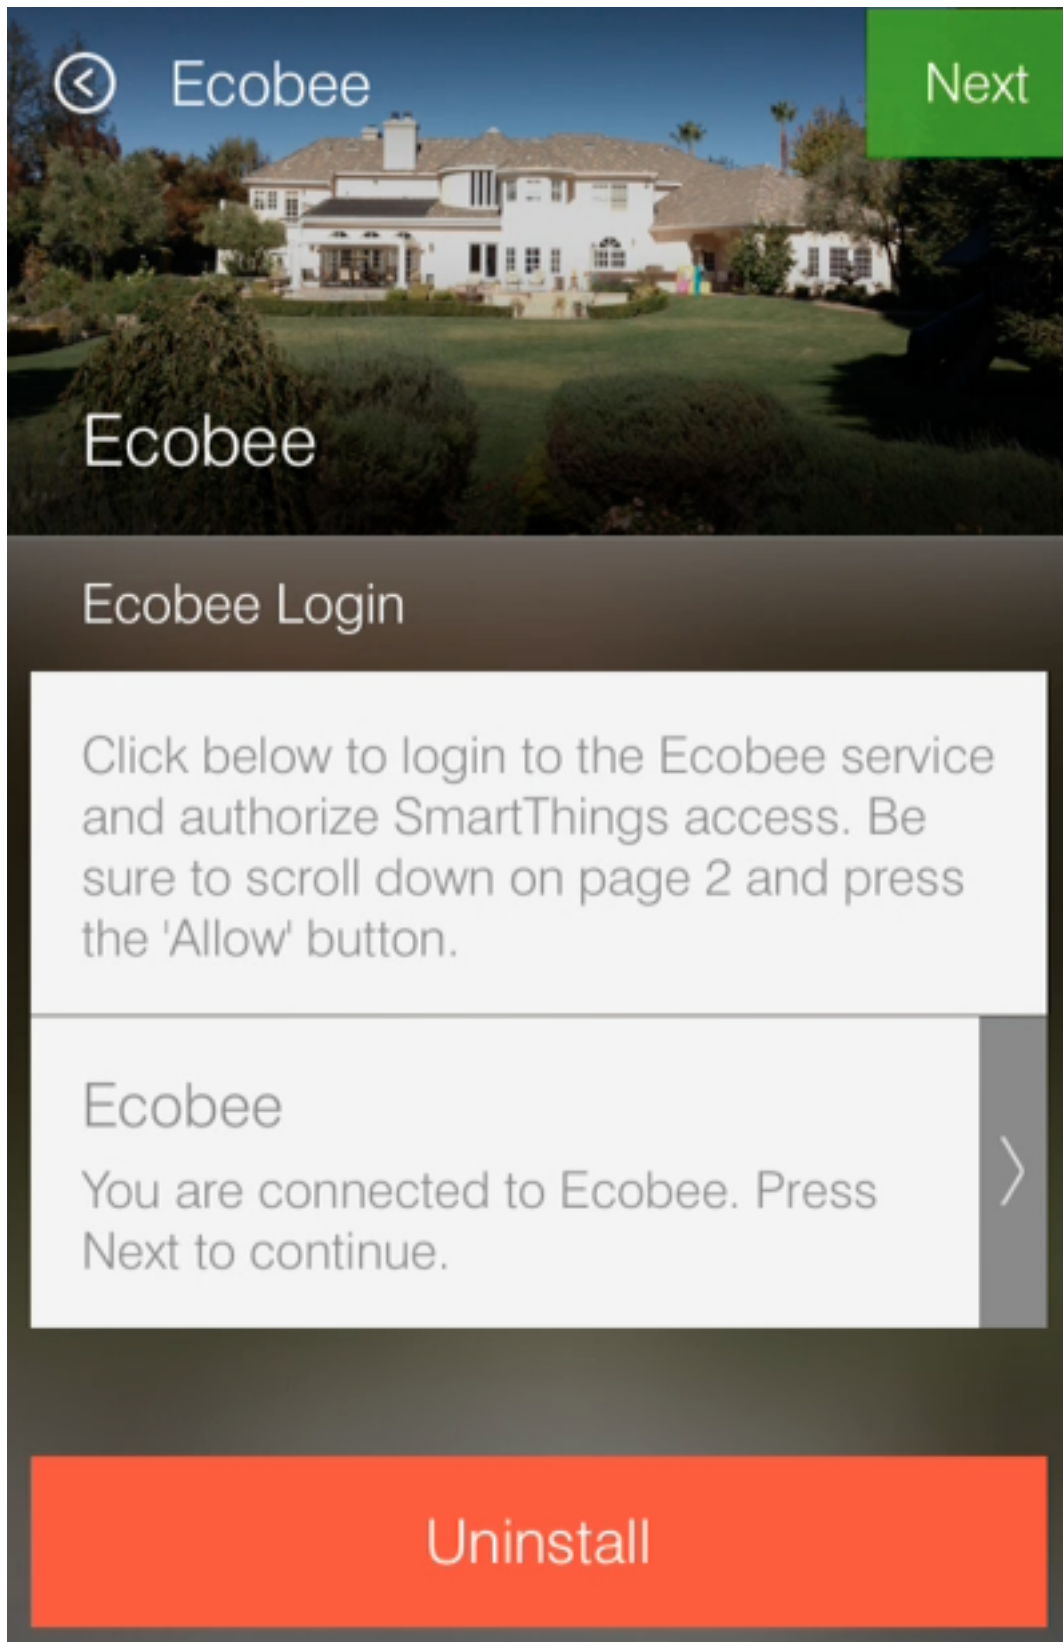 Ecobee
Next
Ecobee
Ecobee Login
Click below to login to the Ecobee service
and authorize SmartThings access. Be
sure to scroll down on page 2 and press
the 'Allow' button.
Ecobee
You are connected to Ecobee. Press
Next to continue.
Uninstall